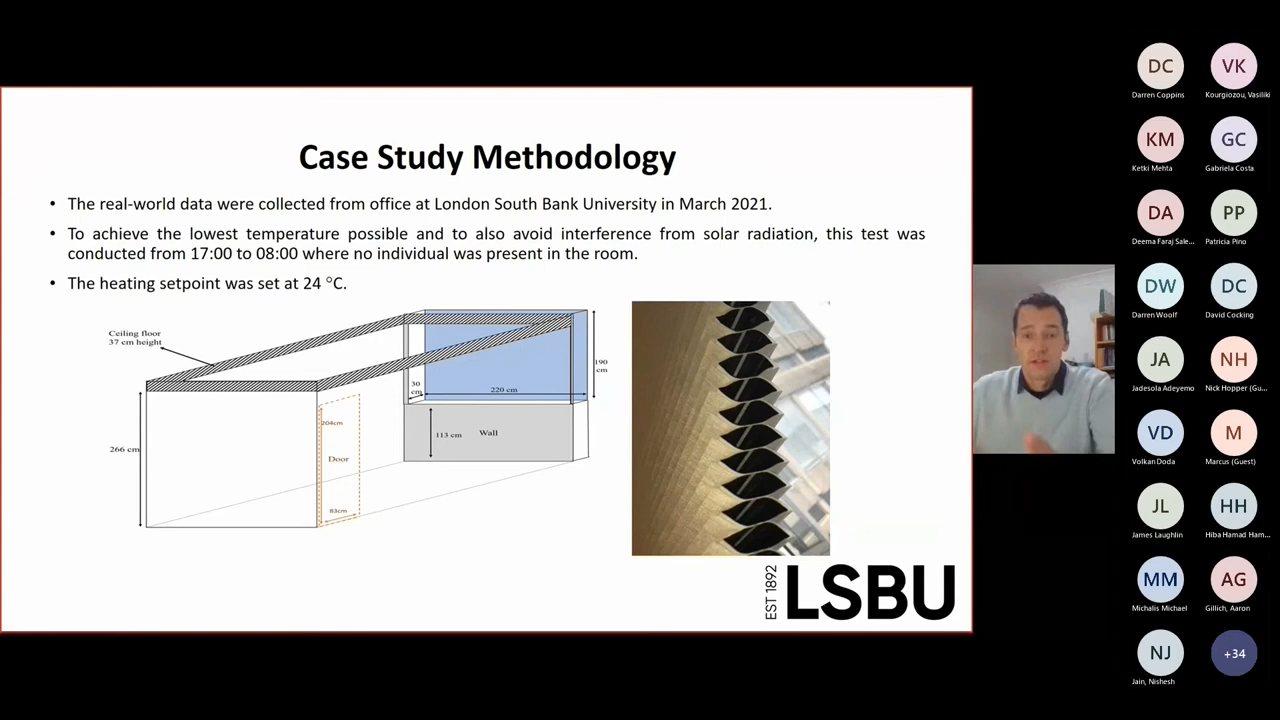 Case Study Methodology
• The real-world data were collected from office at London South Bank University in March 2021.
• To achieve the lowest temperature possible and to also avoid interference from solar radiation, this test was
conducted from 17:00 to 08:00 where no individual was present in the room.
• The heating setpoint was set at 24 °C.
Ceiling floor
37 cm height
266 cm
204cm
Door
83cm
30
cm
220 cm
190
cm
113 cm
Wall
EST 1892
LSBU
DC
Darren Coppins
VK
Kourgiozou, Vasiliki
KM
Ketki Mehta
GC
Gabriela Costa
DA
Deema Faraj Sale...
PP
Patricia Pino
DW
Darren Woolf
DC
David Cocking
JA
Jadesola Adeyemo
NH
Nick Hopper (Gu...
VD
Volkan Doda
M
Marcus (Guest)
JL
James Laughlin
HH
Hiba Hamad Ham...
MM
Michalis Michael
AG
Gillich, Aaron
NJ
Jain, Nishesh
+34